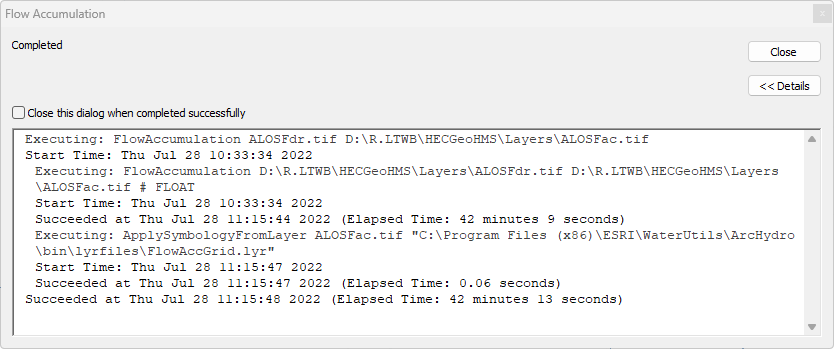 Flow Accumulation
x
Completed
Close
<< Details
Close this dialog when completed successfully
Executing: FlowAccumulation ALOSFdr.tif D:\R.LTWB\HECGeoHMS\Layers\ALOSFac.tif
Start Time: Thu Jul 28 10:33:34 2022
Executing: FlowAccumulation D:\R.LTWB\HECGeoHMS\Layers\ALOSFdr.tif D:\R.LTWB\HECGeoHMS\Layers
\ALOSFac.tif # FLOAT
Start Time: Thu Jul 28 10:33:34 2022
Succeeded at Thu Jul 28 11:15:44 2022 (Elapsed Time: 42 minutes 9 seconds)
Executing: ApplySymbologyFromLayer ALOSFac.tif "C:\Program Files (x86)\ESRI\WaterUtils\ArcHydro
\bin\lyrfiles\FlowAccGrid.lyr"
Start Time: Thu Jul 28 11:15:47 2022
Succeeded at Thu Jul 28 11:15:47 2022 (Elapsed Time: 0.06 seconds)
Succeeded at Thu Jul 28 11:15:48 2022 (Elapsed Time: 42 minutes 13 seconds)